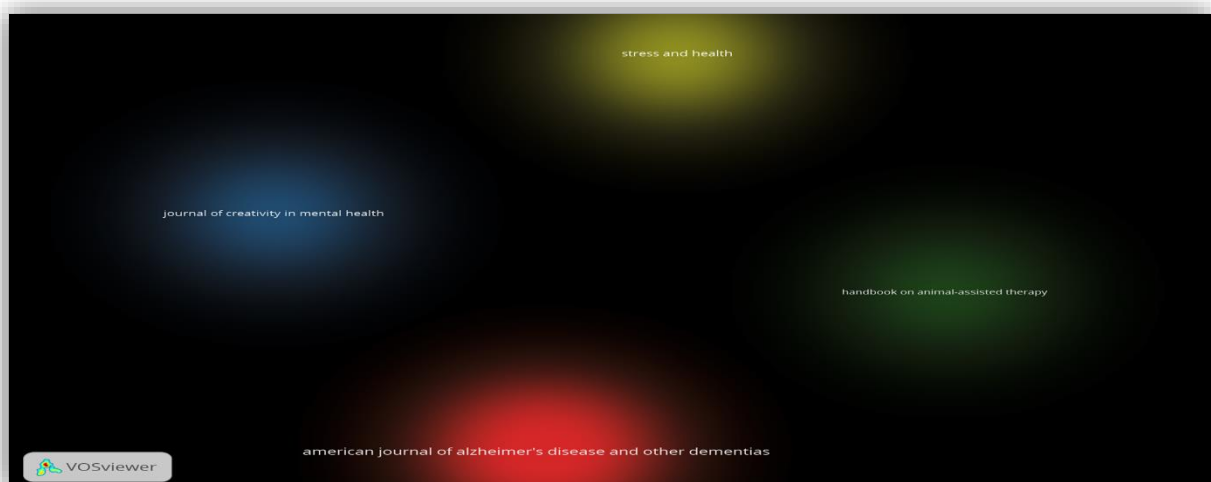 stress and health
journal of creativity in mental health
handbook on animal-assisted therapy
american journal of alzheimer's disease and other dementias
VOSviewer